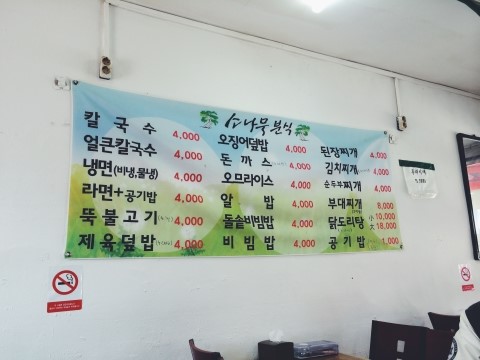 소나무분식
칼국수 4,000
얼큰칼국수 4,000
냉면(비냉,물냉) 4,000
라면+공기밥 4,000
뚝불고기 4,000
제육덮밥 4,000
오징어덮밥 4,000
돈까스 4,000
오므라이스 4,000
알밥 4,000
돌솥비빔밥 4,000
비빔밥 4,000
된장찌개 4,000
김치찌개 4,000
순두부찌개 4,000
부대찌개 8,000
닭도리탕 小 10,000
大 18,000
공기밥 1,000